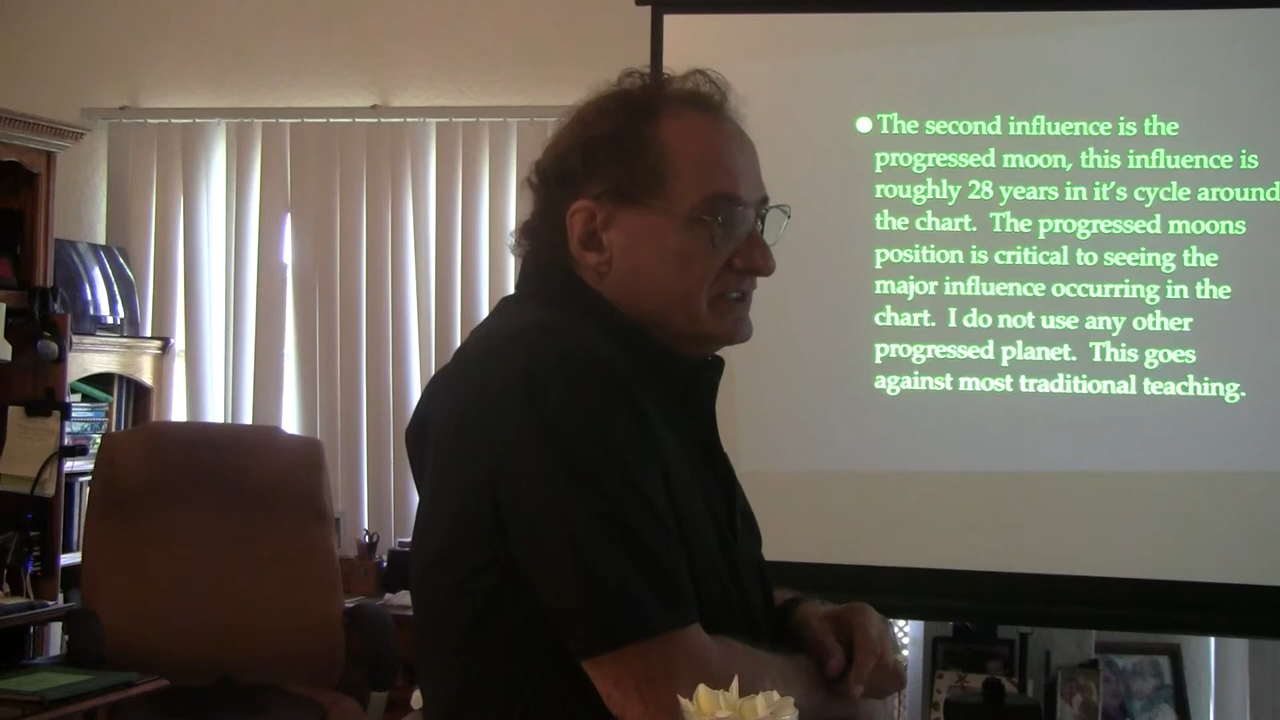 The second influence is the
progressed moon, this influence is
roughly 28 years in it's cycle around
the chart.  The progressed moons
position is critical to seeing the
major influence occurring in the
chart.  I do not use any other
progressed planet.  This goes
against most traditional teaching.